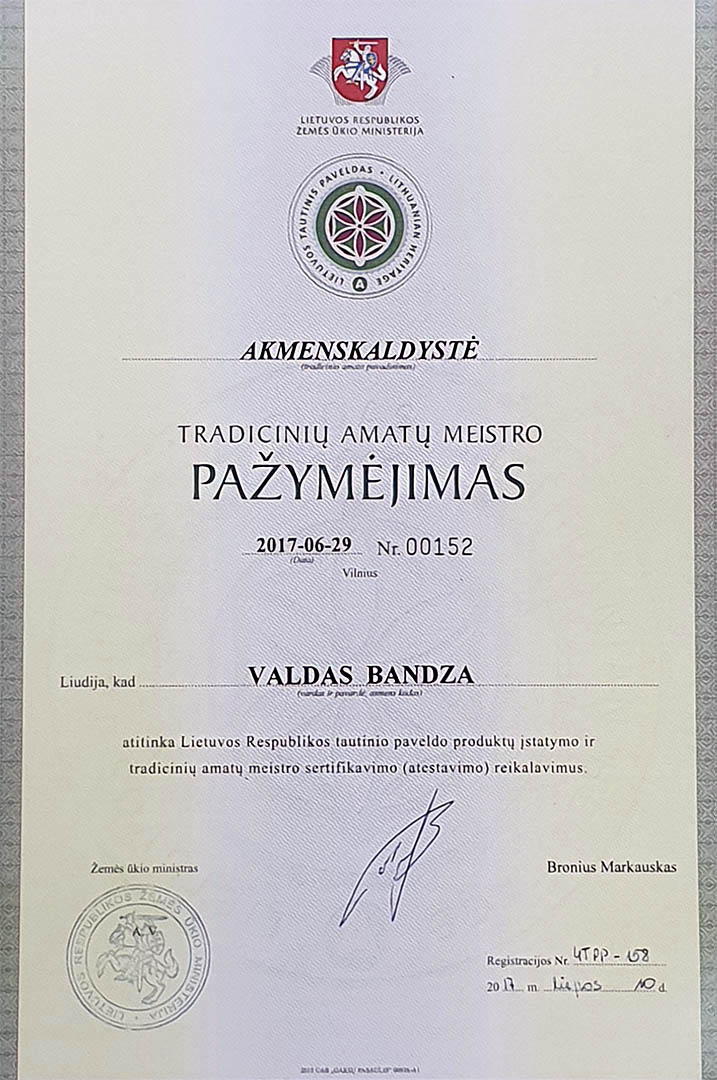 LIETUVOS RESPUBLIKOS
ŽEMĖS ŪKIO MINISTERIJA
LIETUVOS TAUTINIS PAVELDAS • LITHUANIAN HERITAGE
A
AKMENSKALDYSTĖ
(tradicinio amato pavadinimas)
TRADICINIŲ AMATŲ MEISTRO
PAŽYMĖJIMAS
2017-06-29 Nr. 00152
(Data)
Vilnius
Liudija, kad VALDAS BANDZA
(vardas ir pavardė, asmens kodas)
atitinka Lietuvos Respublikos tautinio paveldo produktų įstatymo ir
tradicinių amatų meistro sertifikavimo (atestavimo) reikalavimus.
Žemės ūkio ministras
Bronius Markauskas
A.V.
LIETUVOS RESPUBLIKOS ŽEMĖS ŪKIO MINISTERIJA
Registracijos Nr. 4TPP-158
2017 m. liepos 10 d.